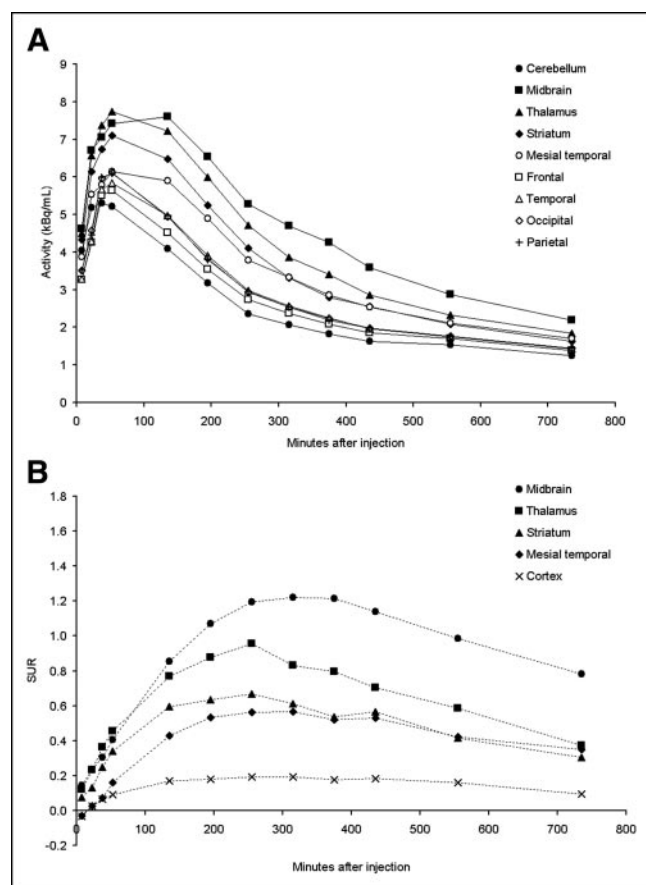 A
9
8
7
6
5
4
3
2
1
0
Activity (kBq/mL)
Cerebellum
Midbrain
Thalamus
Striatum
Mesial temporal
Frontal
Temporal
Occipital
Parietal
0 100 200 300 400 500 600 700 800
Minutes after injection
B
1.8
1.6
1.4
1.2
1.0
0.8
0.6
0.4
0.2
0.0
-0.2
SUR
Midbrain
Thalamus
Striatum
Mesial temporal
Cortex
0 100 200 300 400 500 600 700 800
Minutes after injection